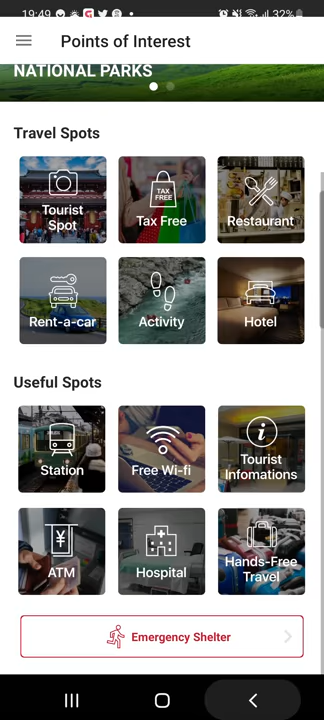 19:49
32%
Points of Interest
NATIONAL PARKS
Travel Spots
Tourist
Spot
TAX
FREE
Tax Free
Restaurant
Rent-a-car
Activity
Hotel
Useful Spots
Station
Free Wi-fi
Tourist
Infomations
¥
ATM
Hospital
Hands-Free
Travel
Emergency Shelter